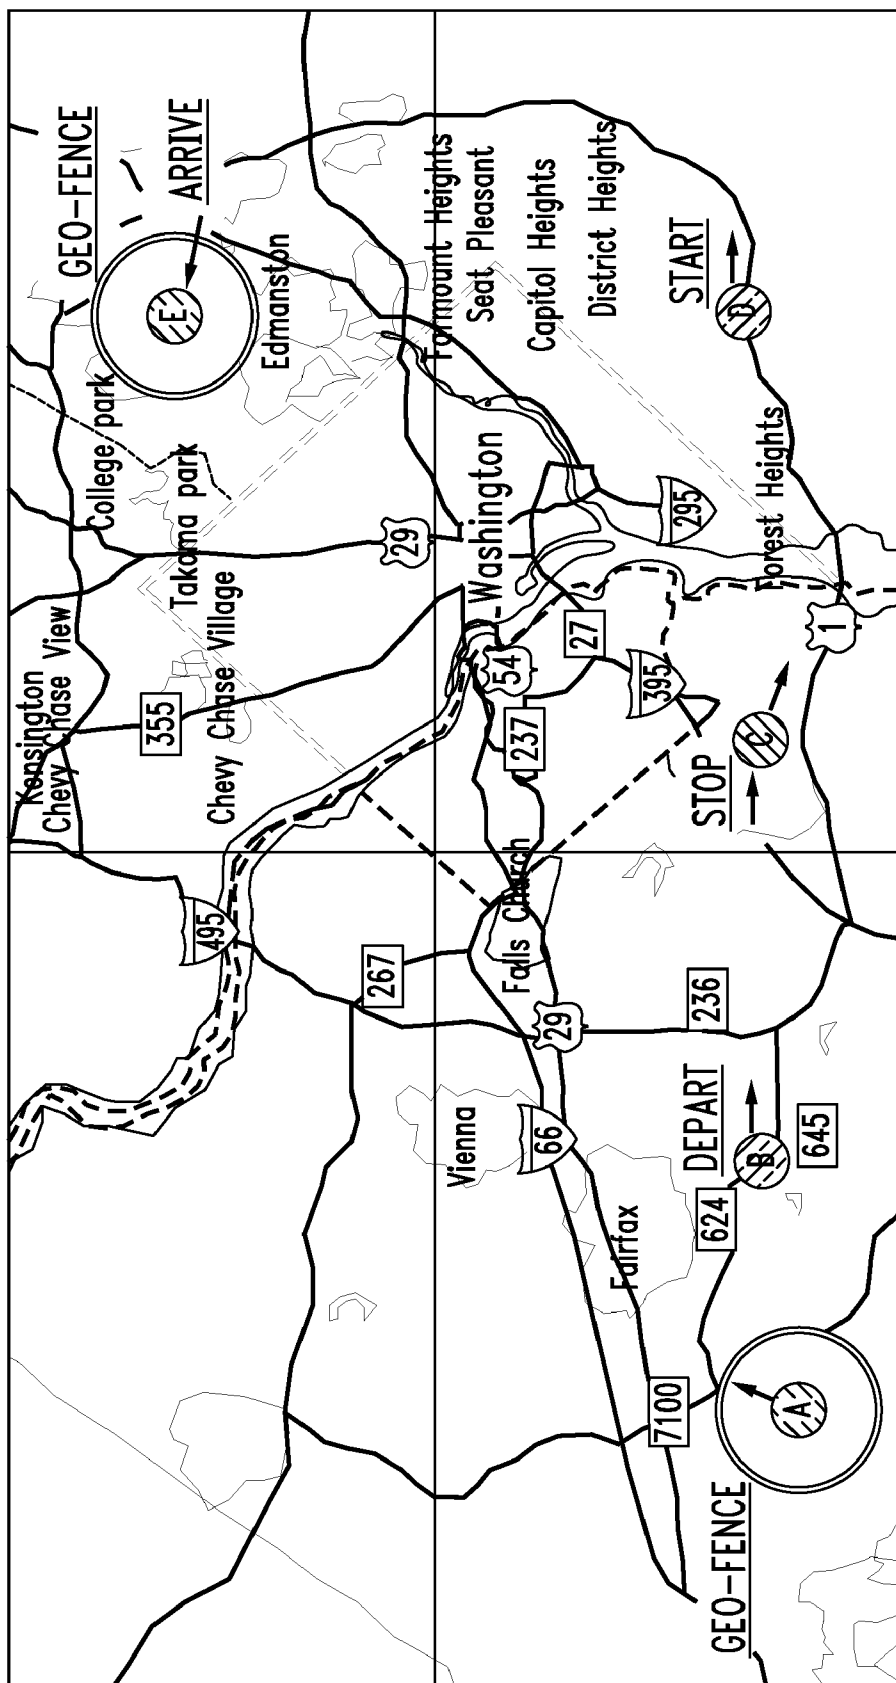 Kensington
Chevy Chase View
GEO-FENCE
College park
355
E
Takoma park
ARRIVE
495
Chevy Chase Village
Edmanston
267
29
Fairmount Heights
Vienna
Seat Pleasant
Washington
54
Falls Church
237
Capitol Heights
66
29
27
District Heights
Fairfax
395
7100
295
START
DEPART
236
STOP
624
GEO-FENCE
D
C
B
Forest Heights
A
645
1